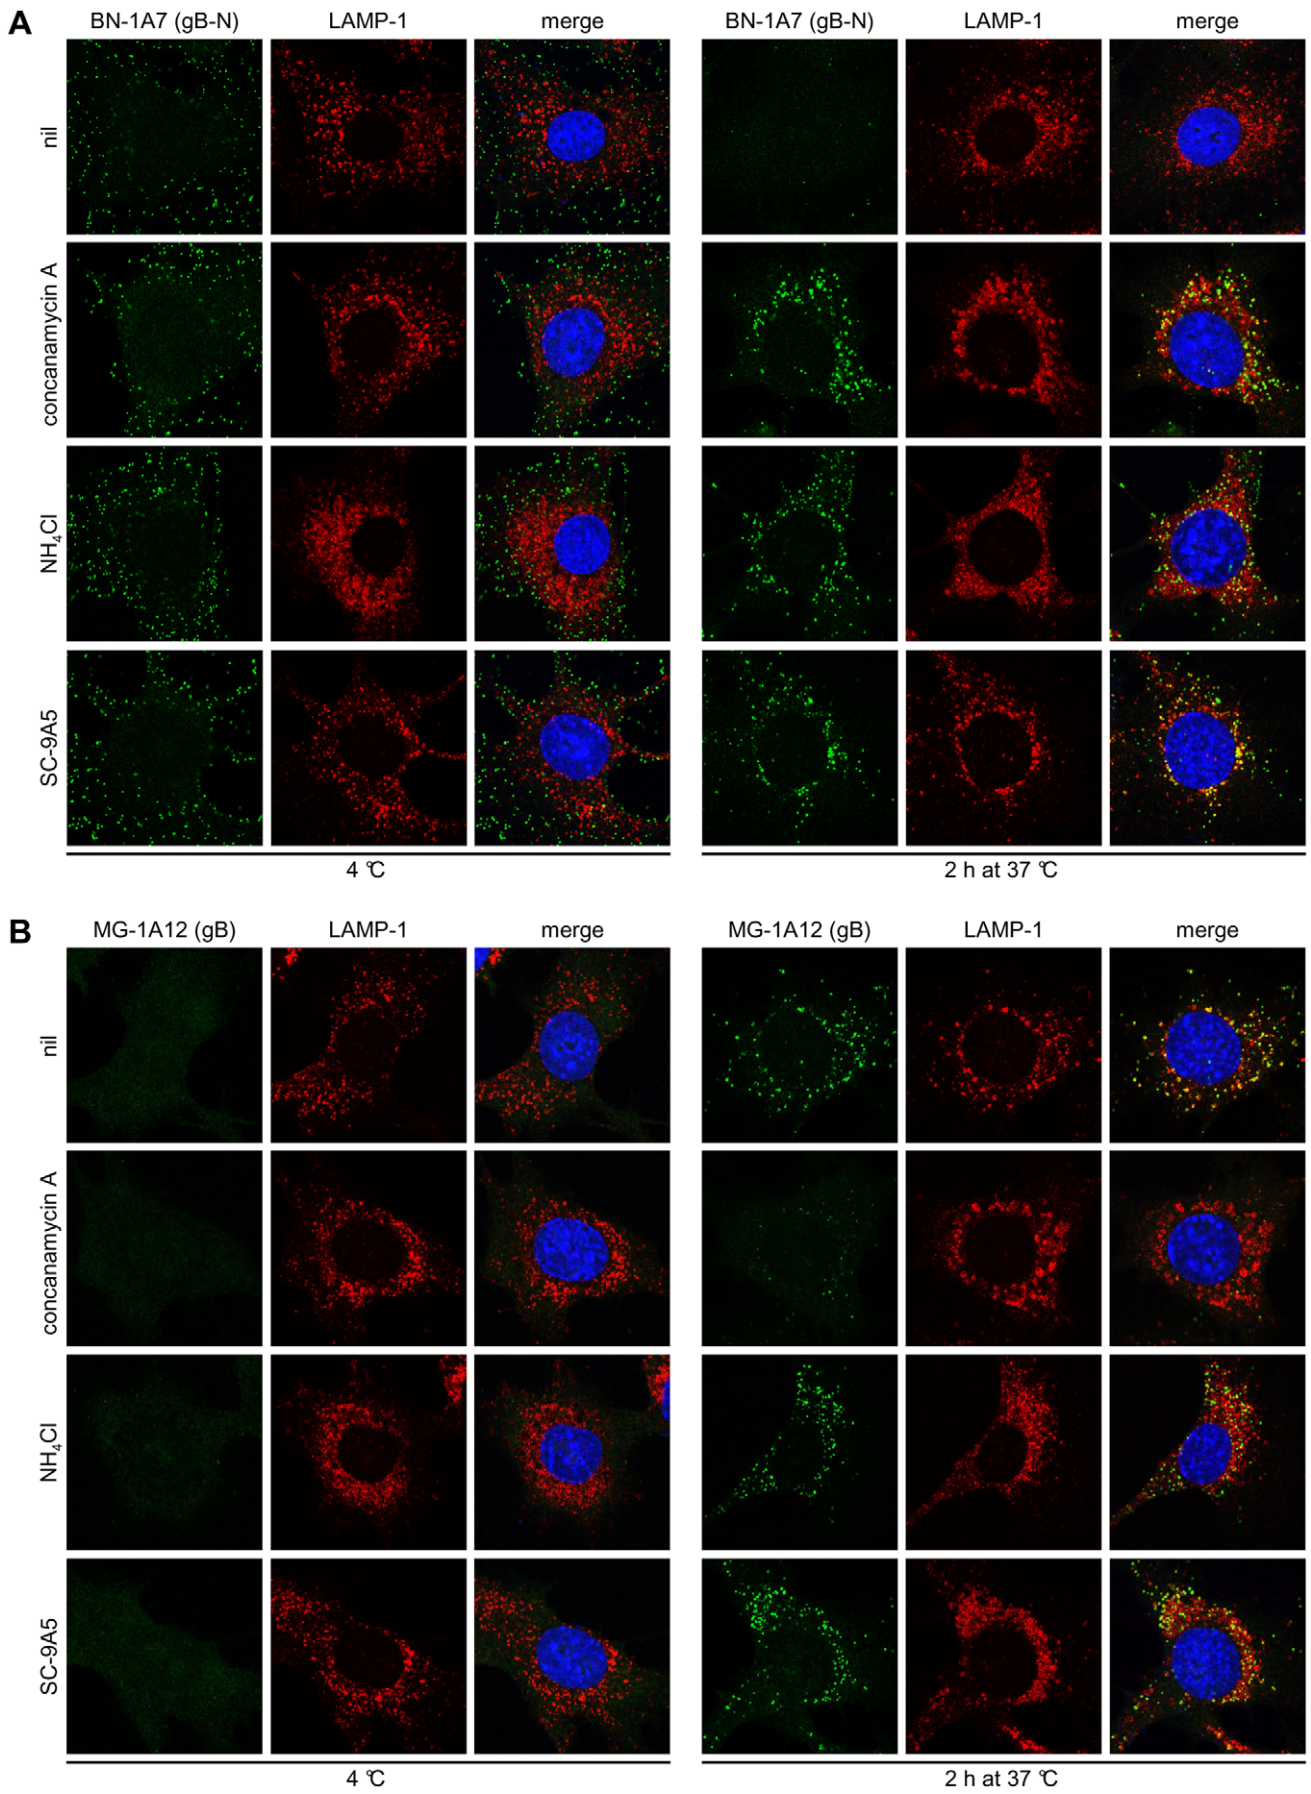 A
BN-1A7 (gB-N) LAMP-1 merge BN-1A7 (gB-N) LAMP-1 merge
nil
concanamycin A
NH₄Cl
SC-9A5
4 °C 2 h at 37 °C
B
MG-1A12 (gB) LAMP-1 merge MG-1A12 (gB) LAMP-1 merge
nil
concanamycin A
NH₄Cl
SC-9A5
4 °C 2 h at 37 °C